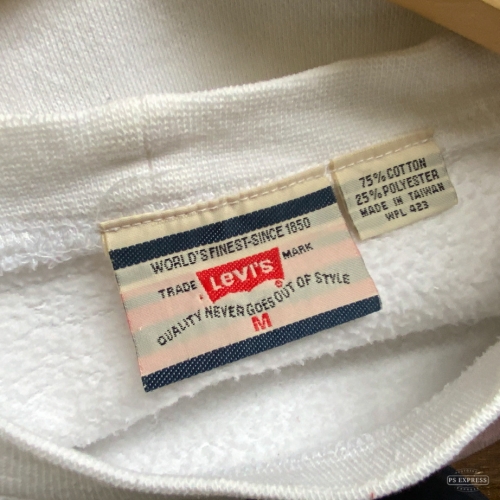 WORLD'S FINEST-SINCE 1850
TRADE Levi's MARK
QUALITY NEVER GOES OUT OF STYLE
M
75% COTTON
25% POLYESTER
MADE IN TAIWAN
WPL 423
PS EXPRESS